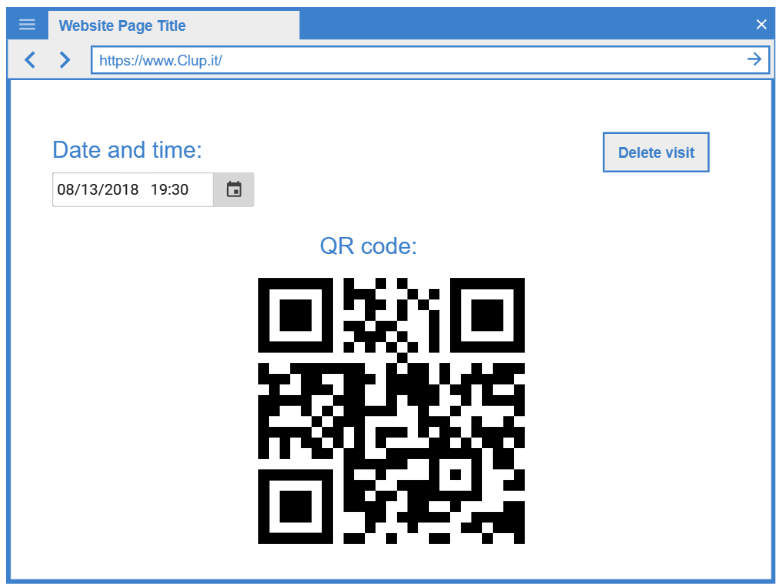 Website Page Title
https://www.Clup.it/
Date and time:
Delete visit
08/13/2018 19:30
QR code: